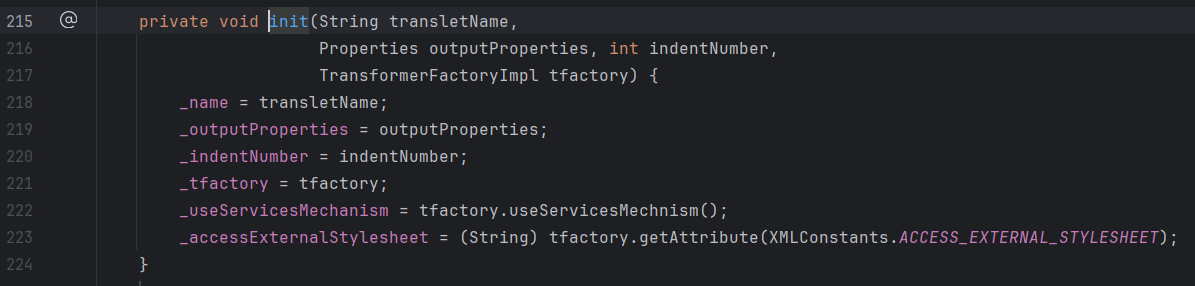 215 @ private void init(String transletName,
216 Properties outputProperties, int indentNumber,
217 TransformerFactoryImpl tfactory) {
218 _name = transletName;
219 _outputProperties = outputProperties;
220 _indentNumber = indentNumber;
221 _tfactory = tfactory;
222 _useServicesMechanism = tfactory.useServicesMechnism();
223 _accessExternalStylesheet = (String) tfactory.getAttribute(XMLConstants.ACCESS_EXTERNAL_STYLESHEET);
224 }